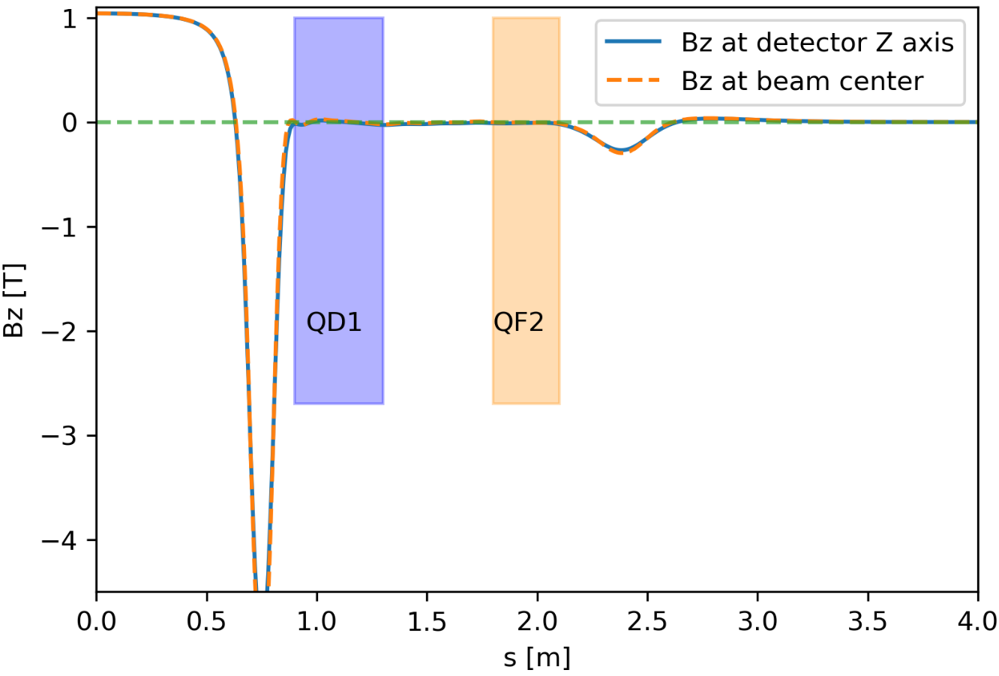 Bz at detector Z axis
Bz at beam center
1
0
−1
−2
−3
−4
Bz [T]
QD1
QF2
0.0 0.5 1.0 1.5 2.0 2.5 3.0 3.5 4.0
s [m]